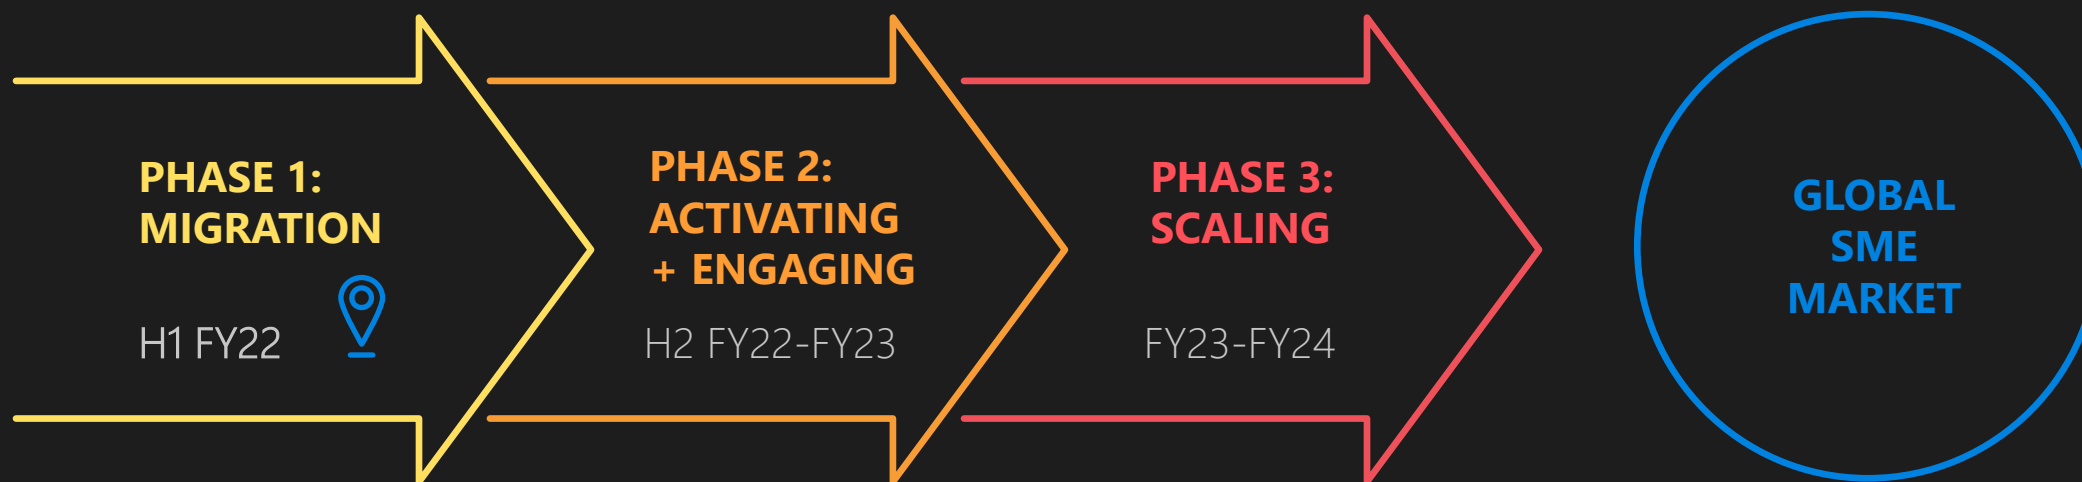 PHASE 1:
MIGRATION
H1 FY22
PHASE 2:
ACTIVATING
+ ENGAGING
H2 FY22-FY23
PHASE 3:
SCALING
FY23-FY24
GLOBAL
SME
MARKET